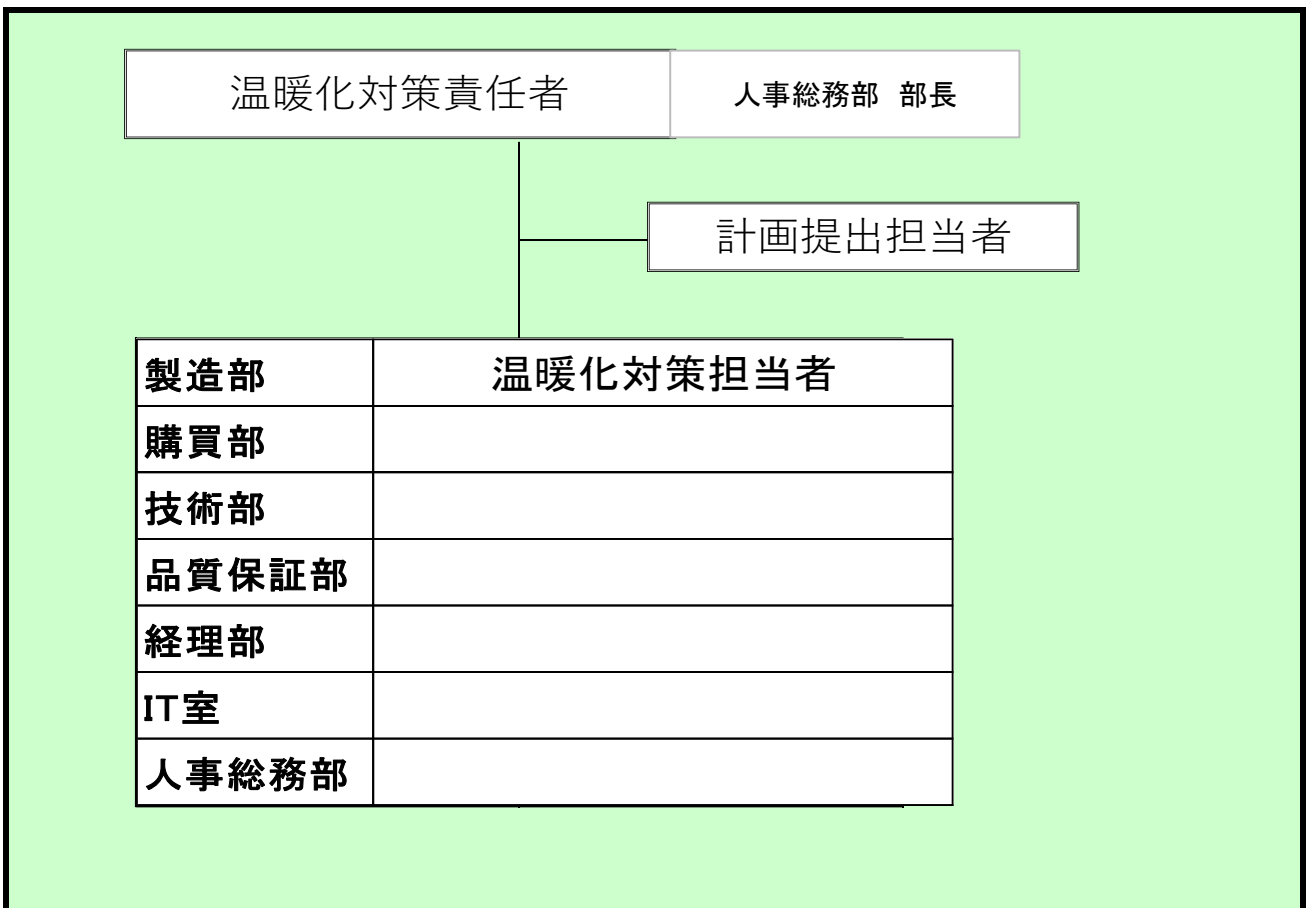 温暖化対策責任者 人事総務部 部長
計画提出担当者
製造部 温暖化対策担当者
購買部
技術部
品質保証部
経理部
IT室
人事総務部